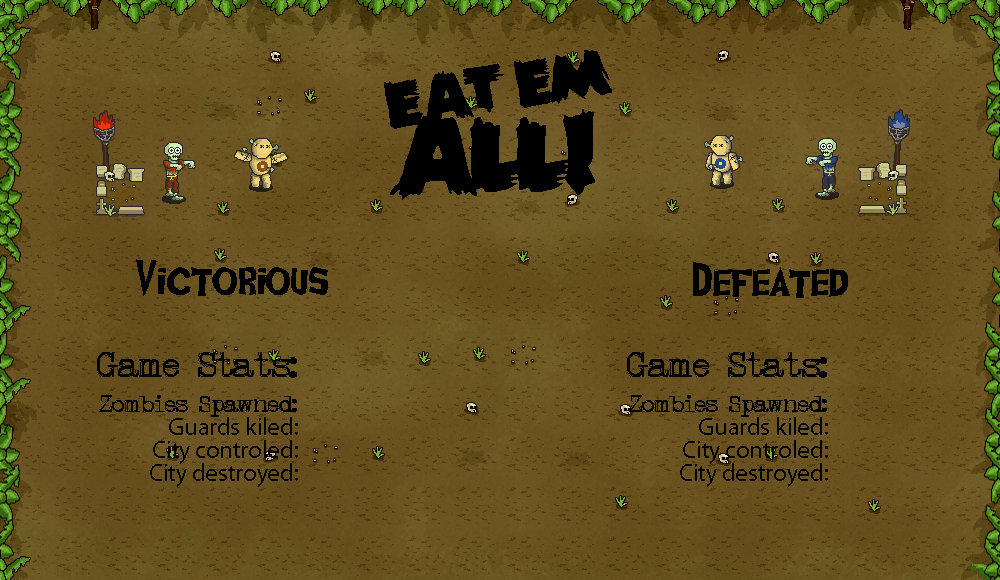 EAT EM
ALL!
VICTORIOUS
DEFEATED
Game Stats:
Zombies Spawned:
Guards kiled:
City controled:
City destroyed:
Game Stats:
Zombies Spawned:
Guards kiled:
City controled:
City destroyed: